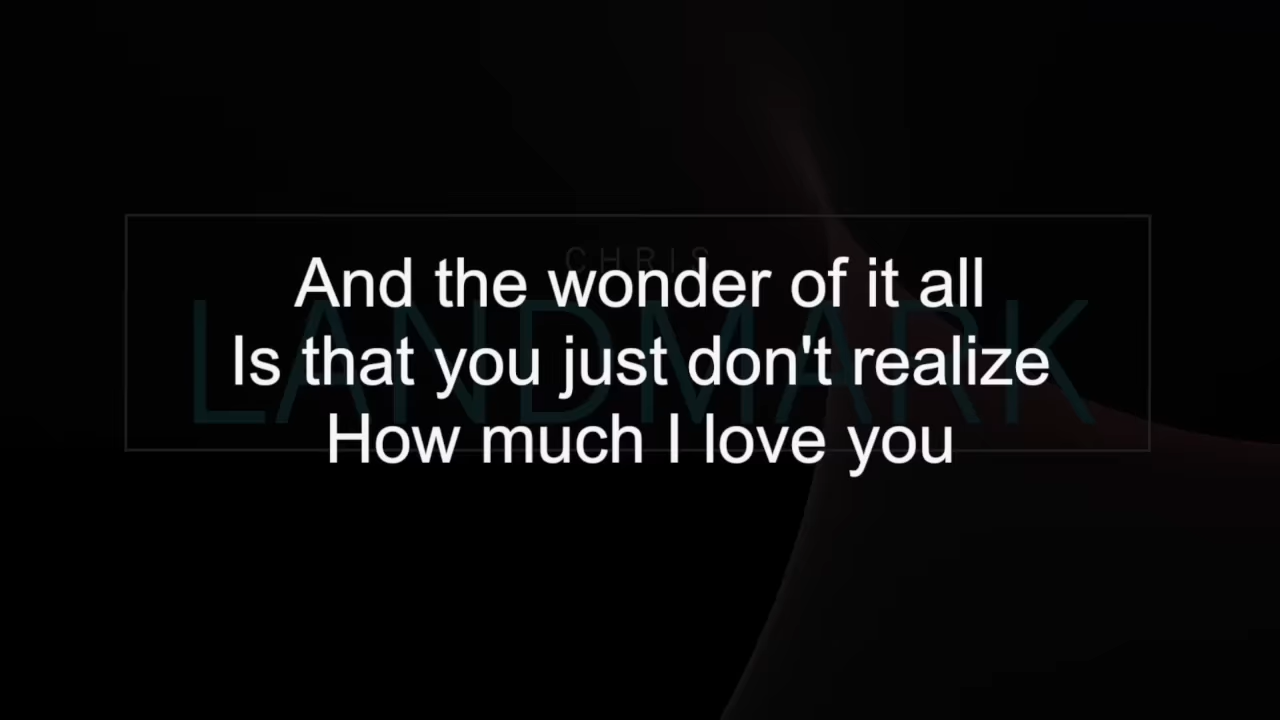 CHRIS
LANDMARK
And the wonder of it all
Is that you just don't realize
How much I love you